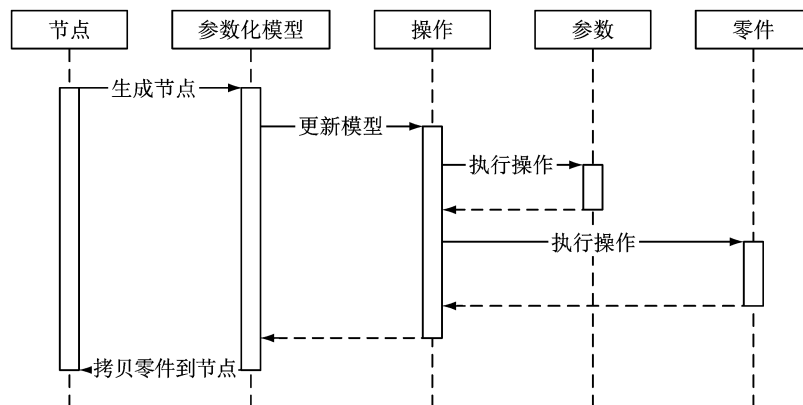 节点
参数化模型
操作
参数
零件
生成节点
更新模型
执行操作
执行操作
拷贝零件到节点